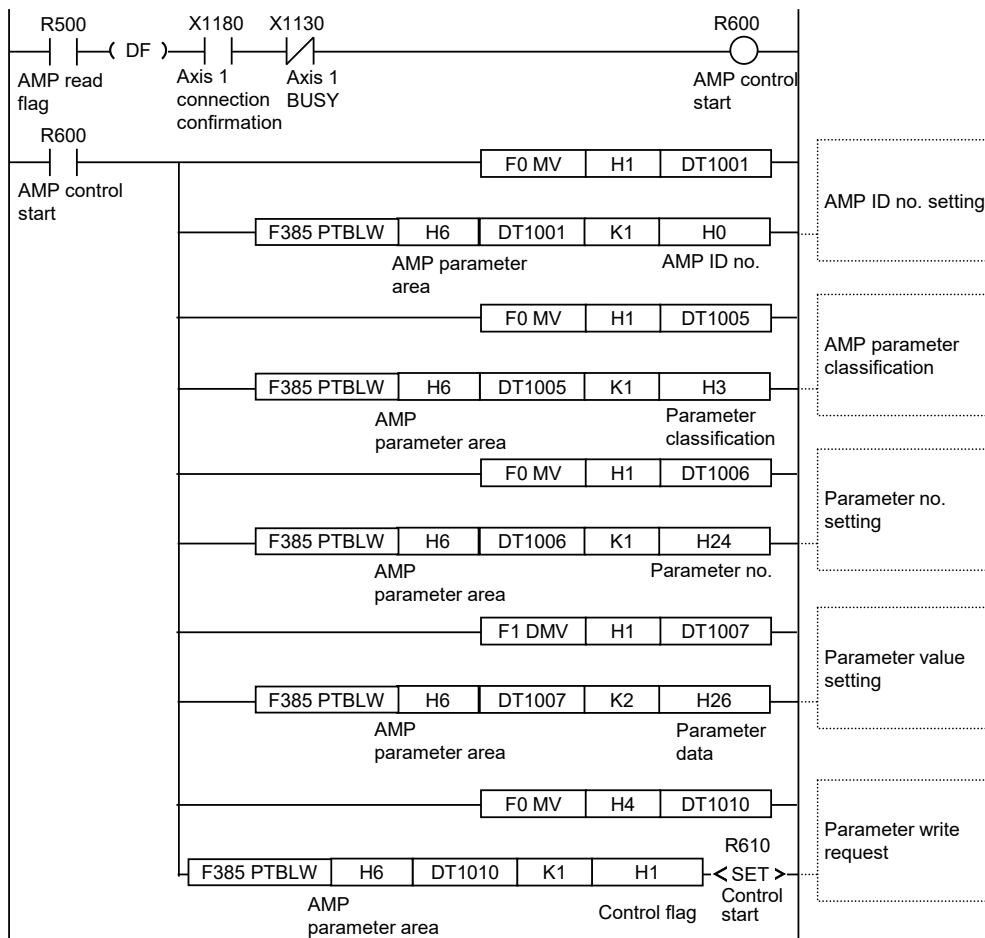 R500 X1180 X1130 R600
( DF )
AMP read
flag
Axis 1
connection
confirmation
Axis 1
BUSY
AMP control
start
R600
AMP control
start
F0 MV H1 DT1001
F385 PTBLW H6 DT1001 K1 H0
AMP parameter
area
AMP ID no.
AMP ID no. setting
F0 MV H1 DT1005
F385 PTBLW H6 DT1005 K1 H3
AMP
parameter area
Parameter
classification
AMP parameter
classification
F0 MV H1 DT1006
F385 PTBLW H6 DT1006 K1 H24
AMP
parameter area
Parameter no.
Parameter no.
setting
F1 DMV H1 DT1007
F385 PTBLW H6 DT1007 K2 H26
AMP
parameter area
Parameter
data
Parameter value
setting
F0 MV H4 DT1010
R610
F385 PTBLW H6 DT1010 K1 H1 < SET >
AMP
parameter area
Control flag
Control
start
Parameter write
request